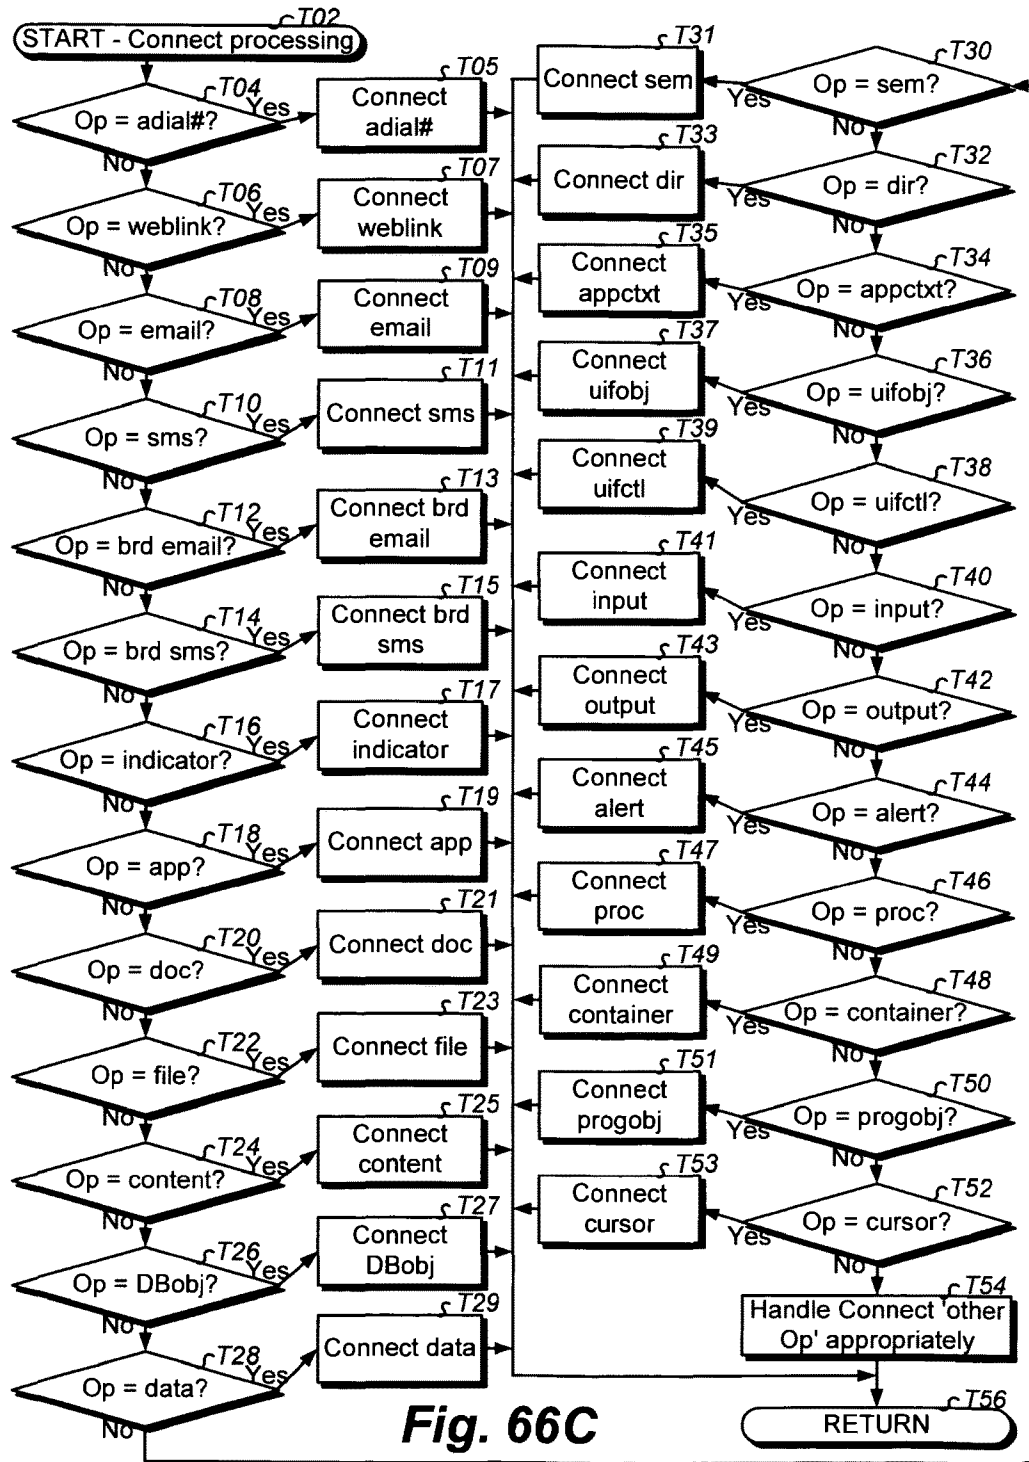 T02
START - Connect processing
T04
Op = adial#?
Yes
No
T05
Connect
adial#
T06
Op = weblink?
Yes
No
T07
Connect
weblink
T08
Op = email?
Yes
No
T09
Connect
email
T10
Op = sms?
Yes
No
T11
Connect sms
T12
Op = brd email?
Yes
No
T13
Connect brd
email
T14
Op = brd sms?
Yes
No
T15
Connect brd
sms
T16
Op = indicator?
Yes
No
T17
Connect
indicator
T18
Op = app?
Yes
No
T19
Connect app
T20
Op = doc?
Yes
No
T21
Connect doc
T22
Op = file?
Yes
No
T23
Connect file
T24
Op = content?
Yes
No
T25
Connect
content
T26
Op = DBobj?
Yes
No
T27
Connect
DBobj
T28
Op = data?
Yes
No
T29
Connect data
T30
Op = sem?
Yes
No
T31
Connect sem
T32
Op = dir?
Yes
No
T33
Connect dir
T34
Op = appctxt?
Yes
No
T35
Connect
appctxt
T36
Op = uifobj?
Yes
No
T37
Connect
uifobj
T38
Op = uifctl?
Yes
No
T39
Connect
uifctl
T40
Op = input?
Yes
No
T41
Connect
input
T42
Op = output?
Yes
No
T43
Connect
output
T44
Op = alert?
Yes
No
T45
Connect
alert
T46
Op = proc?
Yes
No
T47
Connect
proc
T48
Op = container?
Yes
No
T49
Connect
container
T50
Op = progobj?
Yes
No
T51
Connect
progobj
T52
Op = cursor?
Yes
No
T53
Connect
cursor
T54
Handle Connect 'other
Op' appropriately
T56
RETURN
Fig. 66C